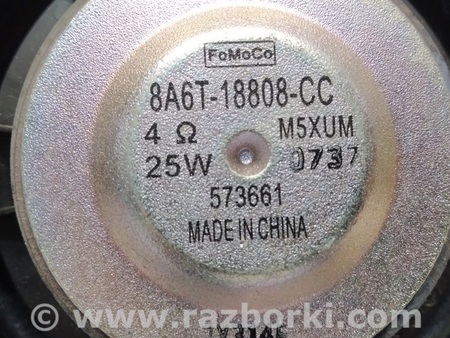 FoMoCo
8A6T-18808-CC
4 Ω M5XUM
25W 0737
573661
MADE IN CHINA
© www.razborki.com